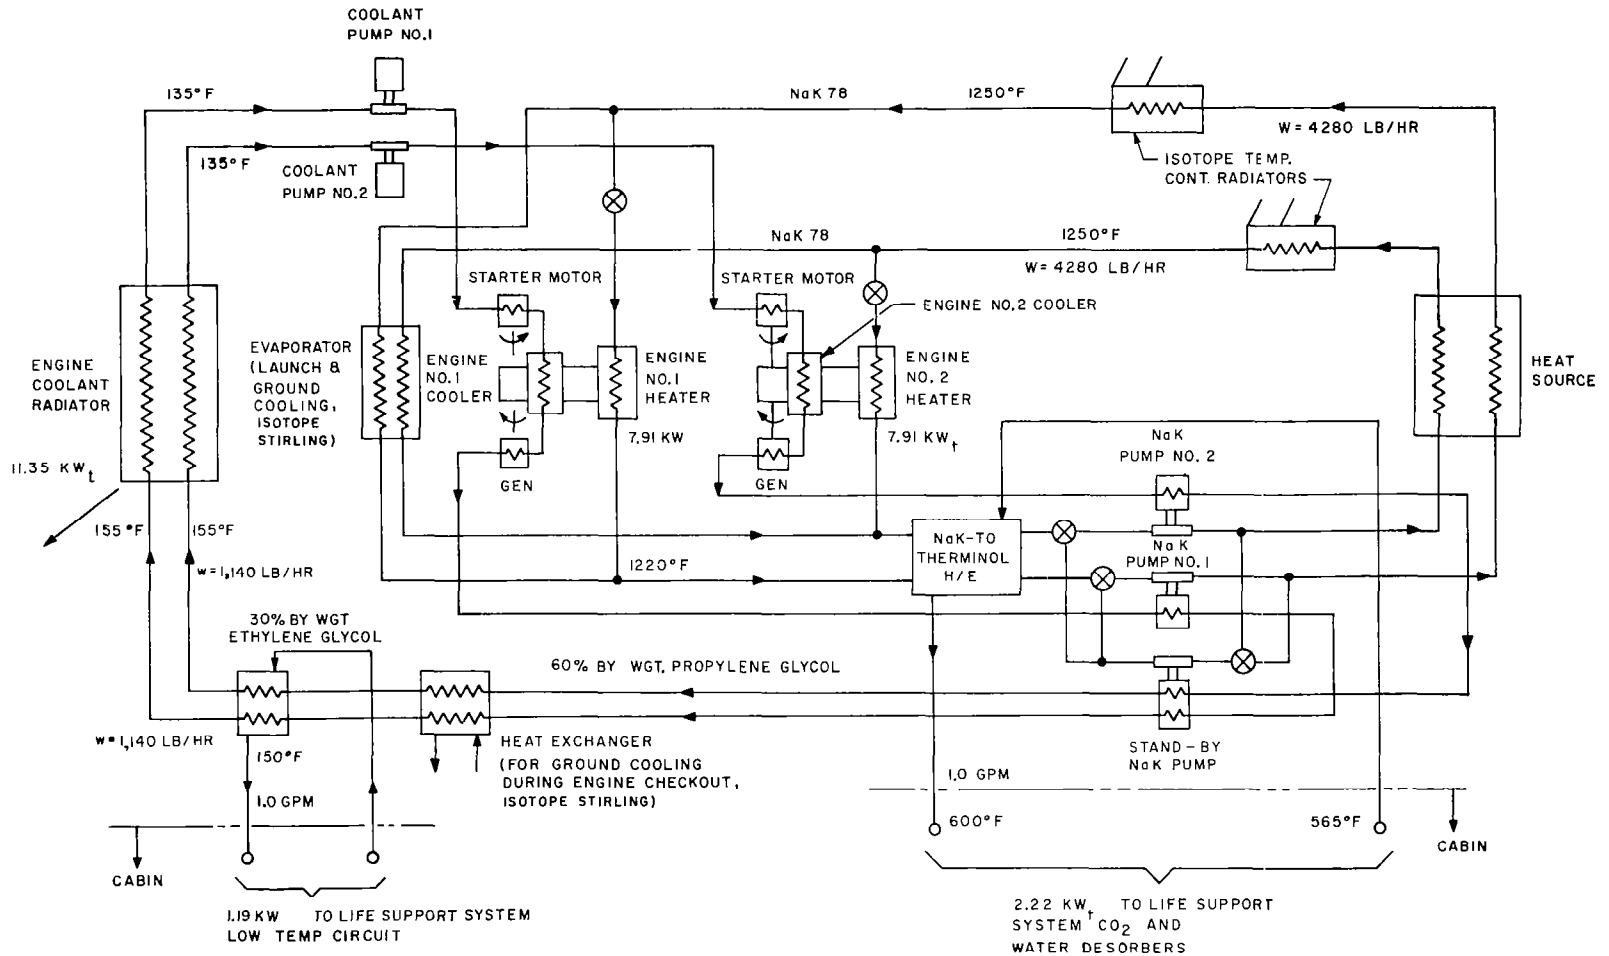 COOLANT
PUMP NO.1
135°F
NaK 78
1250°F
W= 4280 LB/HR
135°F
COOLANT
PUMP NO.2
ISOTOPE TEMP.
CONT. RADIATORS
NaK 78
1250°F
W= 4280 LB/HR
STARTER MOTOR
STARTER MOTOR
ENGINE NO.2 COOLER
ENGINE
COOLANT
RADIATOR
EVAPORATOR
(LAUNCH &
GROUND
COOLING,
ISOTOPE
STIRLING)
ENGINE
NO.1
COOLER
ENGINE
NO.1
HEATER
ENGINE
NO. 2
HEATER
HEAT
SOURCE
7.91 KW
7.91 KWt
NaK
PUMP NO. 2
11.35 KWt
GEN
GEN
155°F
155°F
NaK-TO
THERMINOL
H/E
NaK
PUMP NO.1
1220°F
w=1,140 LB/HR
30% BY WGT
ETHYLENE GLYCOL
60% BY WGT, PROPYLENE GLYCOL
w=1,140 LB/HR
150°F
HEAT EXCHANGER
(FOR GROUND COOLING
DURING ENGINE CHECKOUT,
ISOTOPE STIRLING)
STAND-BY
NaK PUMP
1.0 GPM
1.0 GPM
600°F
565°F
CABIN
CABIN
1.19 KW TO LIFE SUPPORT SYSTEM
LOW TEMP CIRCUIT
2.22 KWt TO LIFE SUPPORT
SYSTEM CO2 AND
WATER DESORBERS